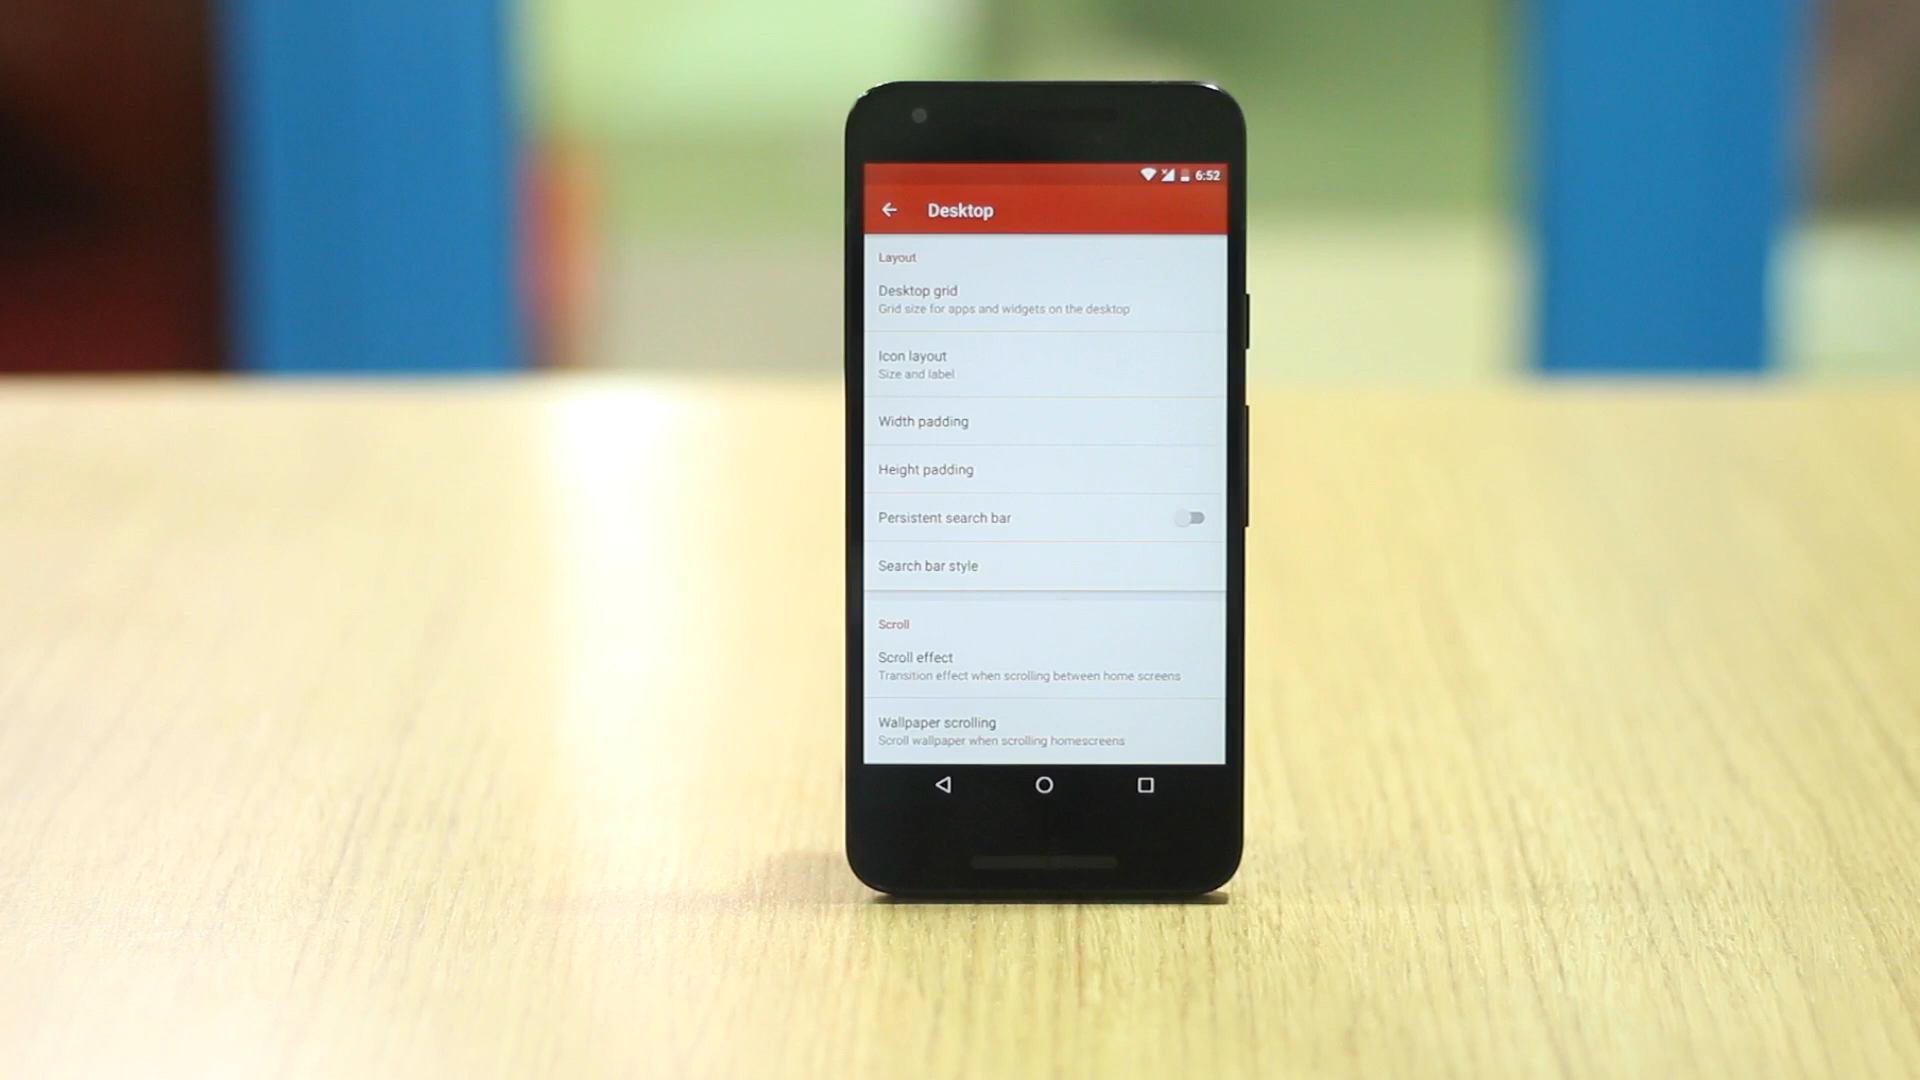 6:52
Desktop
Layout
Desktop grid
Grid size for apps and widgets on the desktop
Icon layout
Size and label
Width padding
Height padding
Persistent search bar
Search bar style
Scroll
Scroll effect
Transition effect when scrolling between home screens
Wallpaper scrolling
Scroll wallpaper when scrolling homescreens